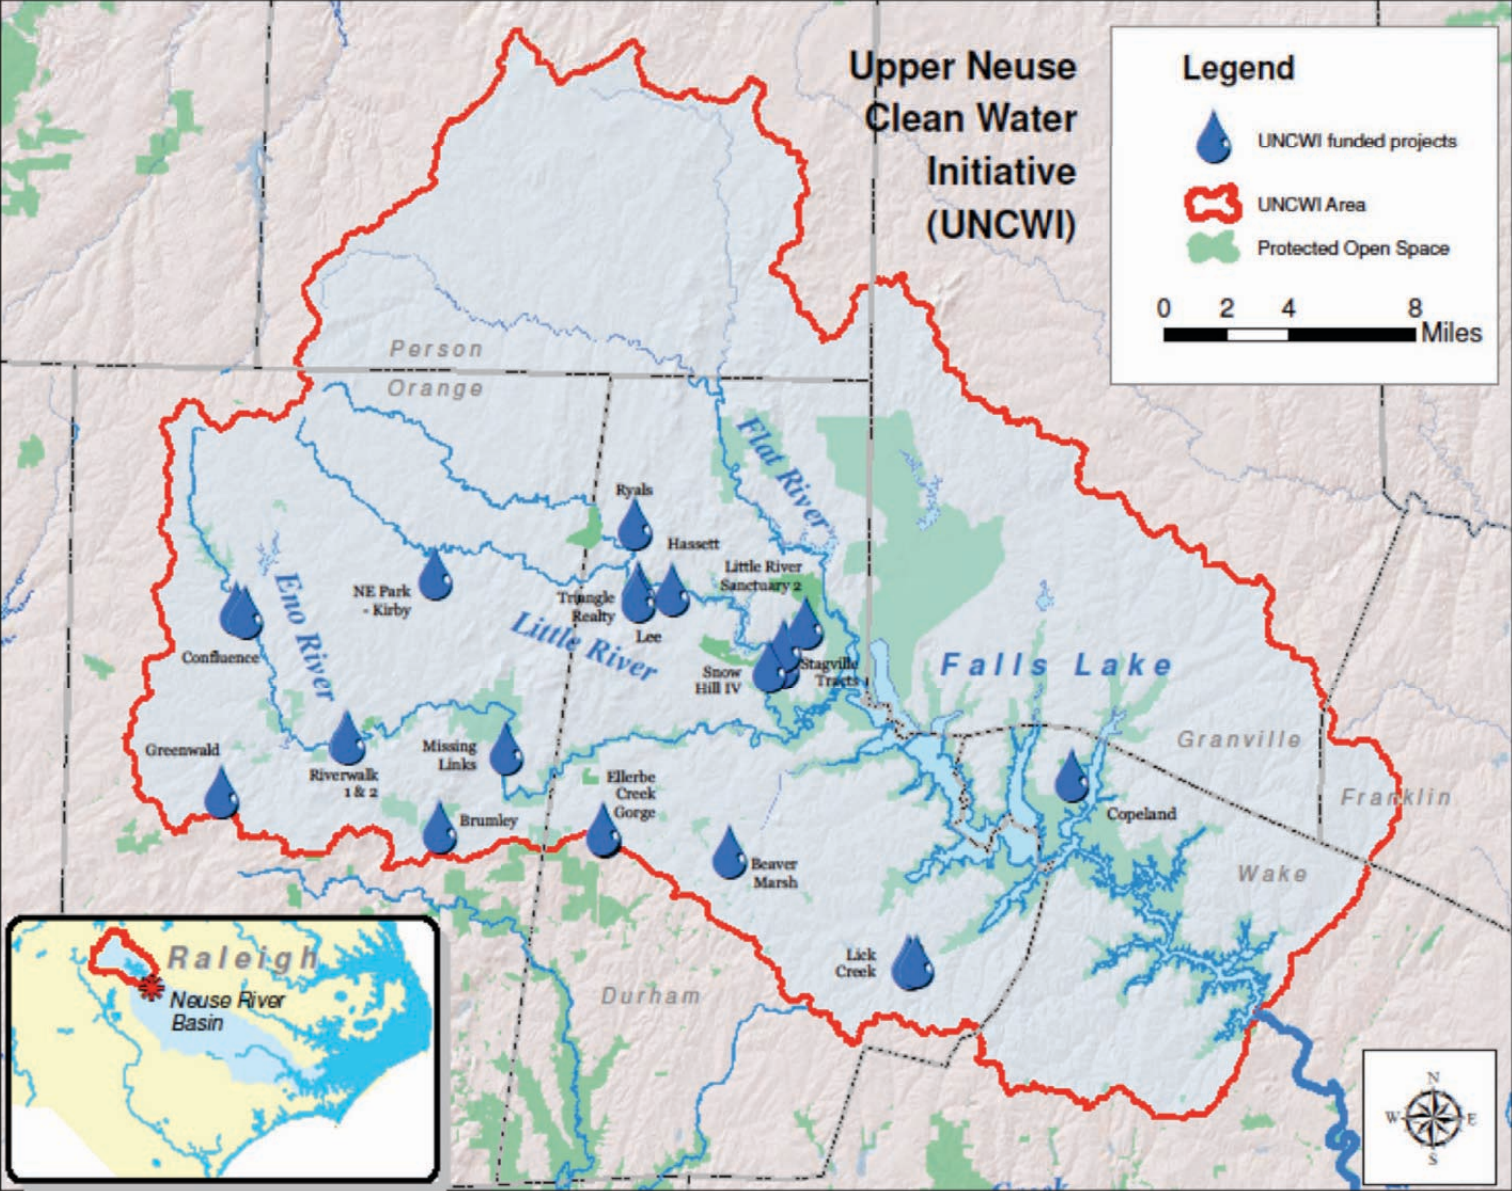 Upper Neuse
Clean Water
Initiative
(UNCWI)
Legend
UNCWI funded projects
UNCWI Area
Protected Open Space
0 2 4 8
Miles
Person
Orange
Flat River
Ryals
Hassett
Little River
Sanctuary 2
NE Park
- Kirby
Triangle
Realty
Lee
Eno River
Little River
Confluence
Snow
Hill IV
Stagville
Tracts
Falls Lake
Greenwald
Riverwalk
1 & 2
Missing
Links
Granville
Ellerbe
Creek
Gorge
Franklin
Brumley
Copeland
Beaver
Marsh
Wake
Lick
Creek
Durham
Raleigh
Neuse River
Basin
N
W E
S